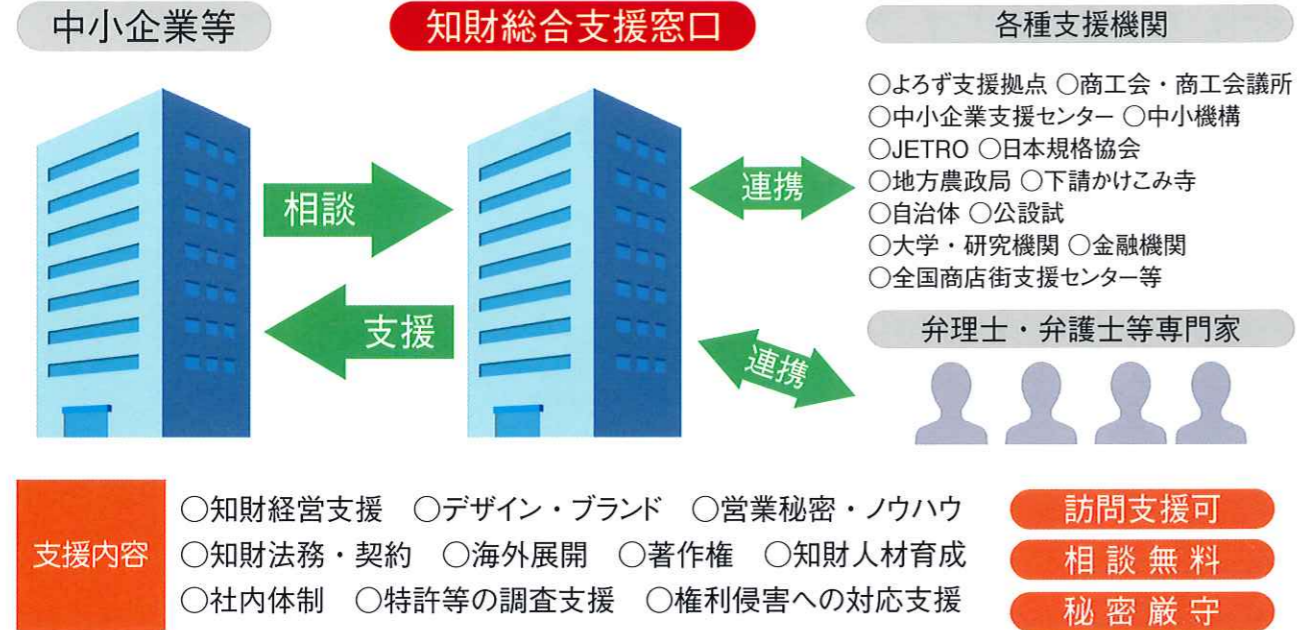 中小企業等
知財総合支援窓口
各種支援機関
相談
支援
連携
○よろず支援拠点 ○商工会・商工会議所
○中小企業支援センター ○中小機構
○JETRO ○日本規格協会
○地方農政局 ○下請かけこみ寺
○自治体 ○公設試
○大学・研究機関 ○金融機関
○全国商店街支援センター等
連携
弁理士・弁護士等専門家
支援内容
○知財経営支援 ○デザイン・ブランド ○営業秘密・ノウハウ
○知財法務・契約 ○海外展開 ○著作権 ○知財人材育成
○社内体制 ○特許等の調査支援 ○権利侵害への対応支援
訪問支援可
相談無料
秘密厳守